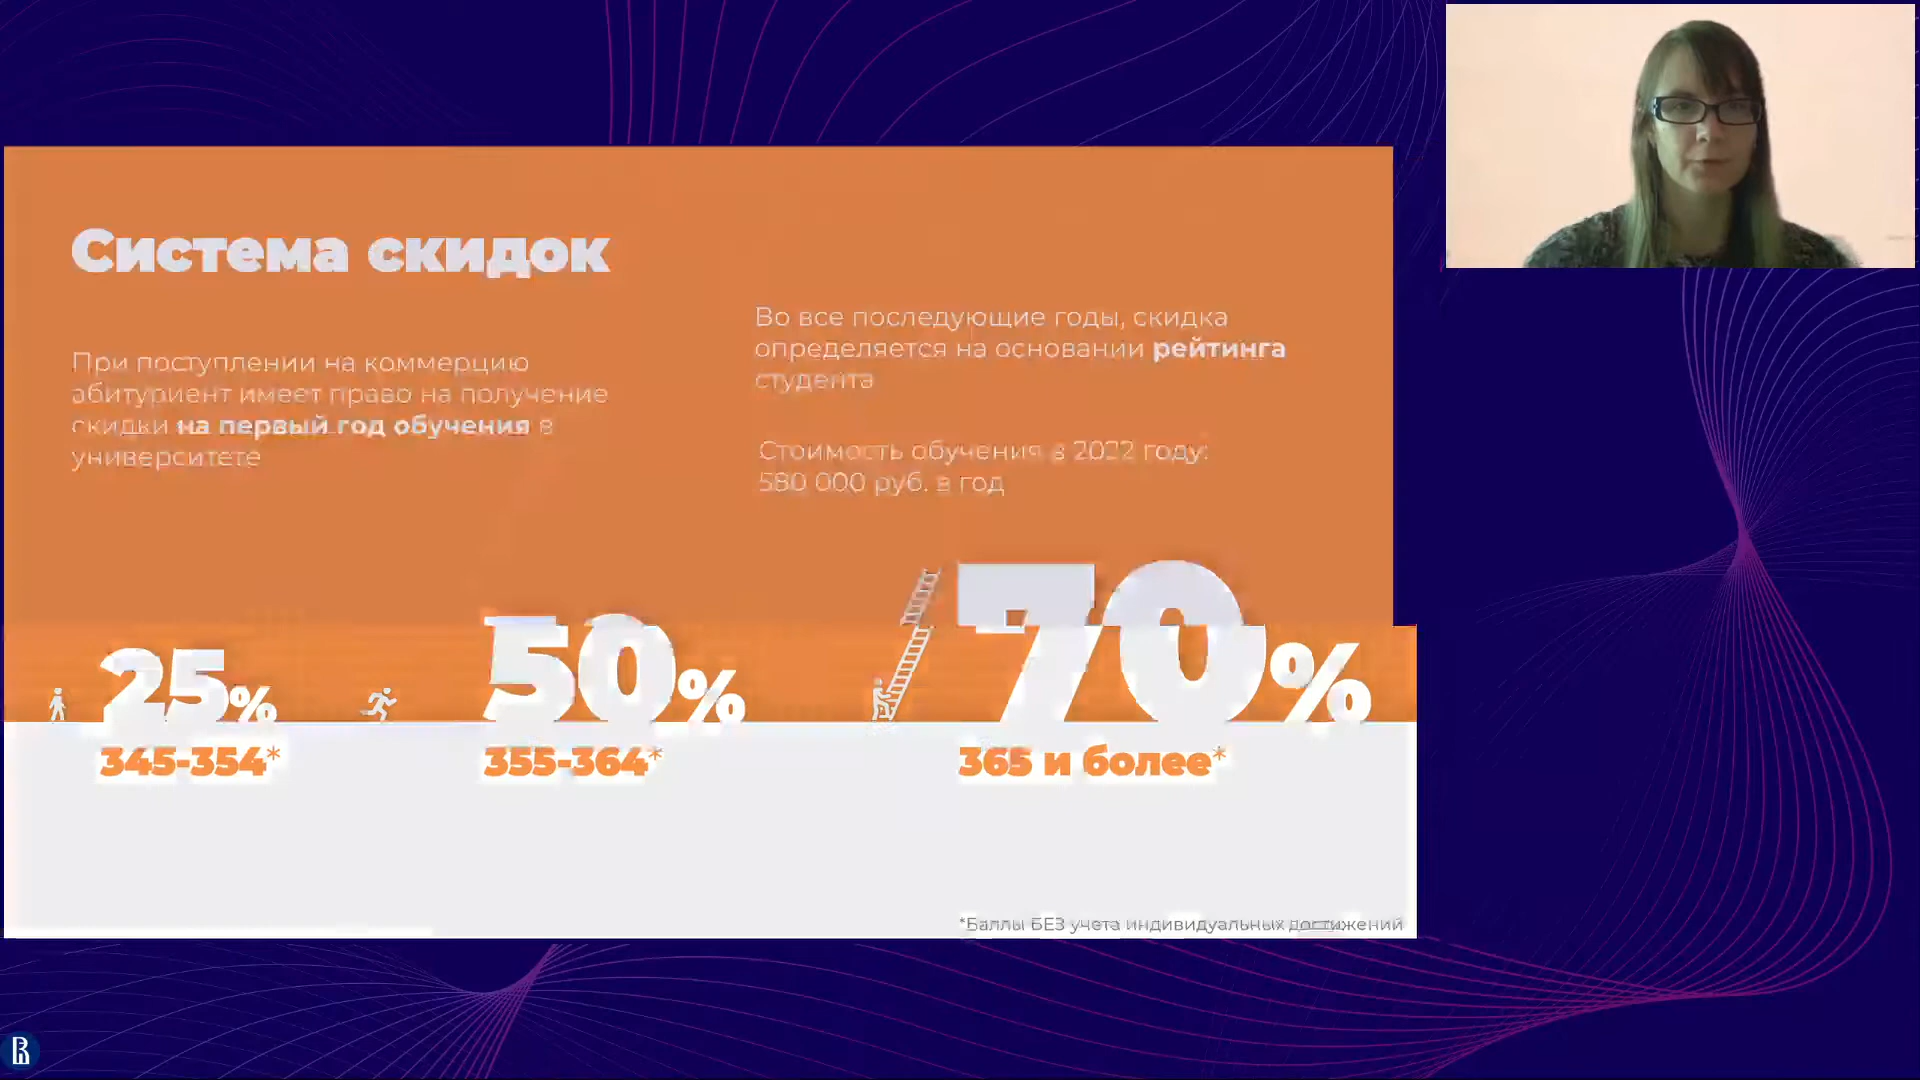 Система скидок
При поступлении на коммерцию
абитуриент имеет право на получение
скидки на первый год обучения в
университете
Во все последующие годы, скидка
определяется на основании рейтинга
студента
Стоимость обучения в 2022 году:
580 000 руб. в год
25%
345-354*
50%
355-364*
70%
365 и более*
*Баллы БЕЗ учета индивидуальных достижений